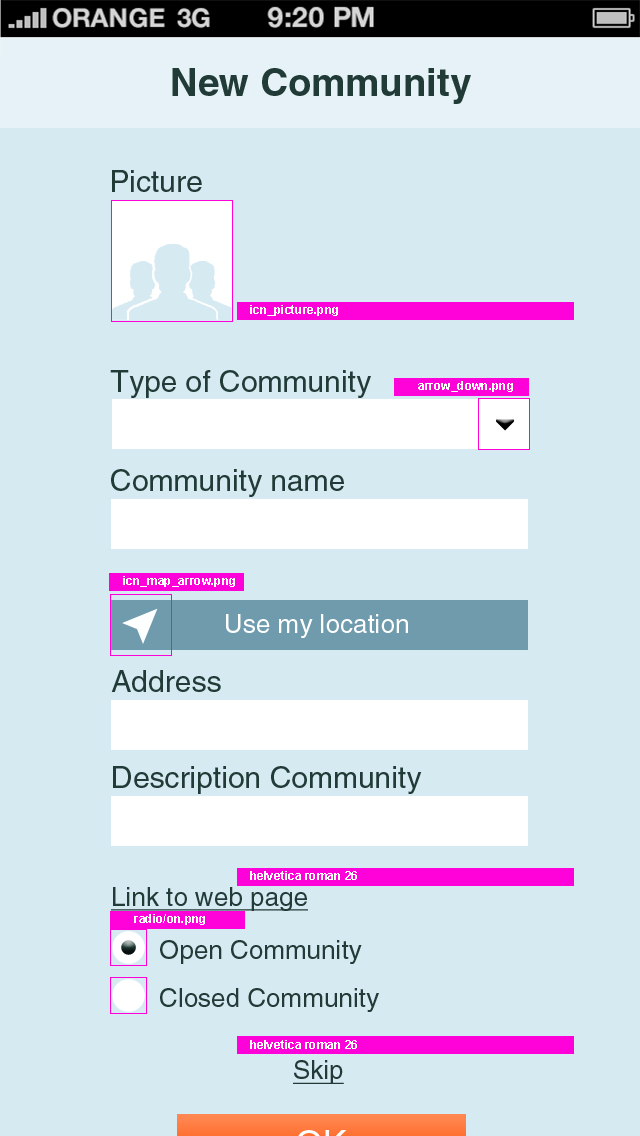 ORANGE 3G 9:20 PM
New Community
Picture
icn_picture.png
Type of Community
arrow_down.png
Community name
icn_map_arrow.png
Use my location
Address
Description Community
helvetica roman 26
Link to web page
radio/on.png
Open Community
Closed Community
helvetica roman 26
Skip
OK